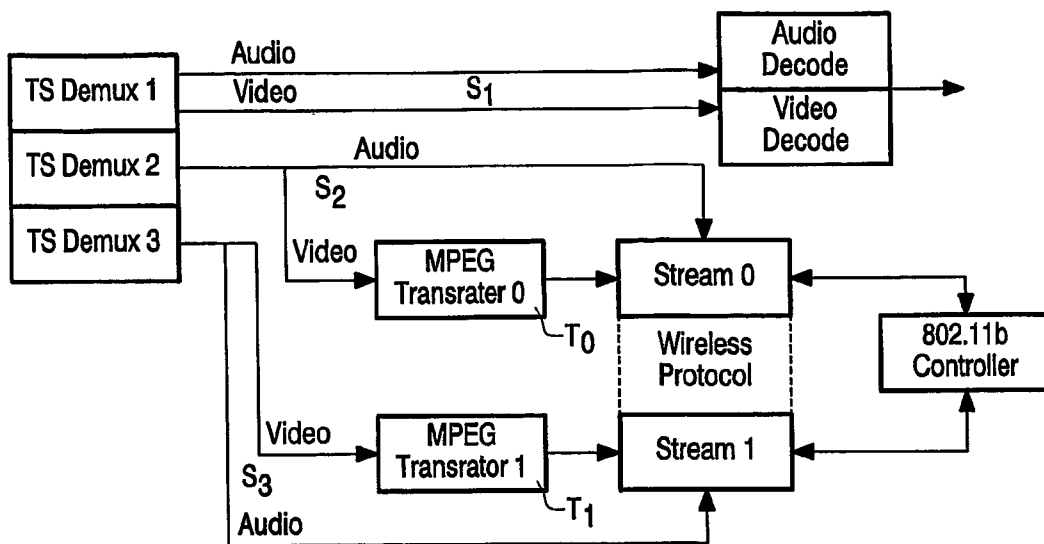 TS Demux 1
TS Demux 2
TS Demux 3
Audio
Video
S1
Audio
Decode
Video
Decode
Audio
S2
Video
MPEG
Transrater 0
T0
Stream 0
Wireless
Protocol
802.11b
Controller
Video
S3
MPEG
Transrator 1
T1
Stream 1
Audio